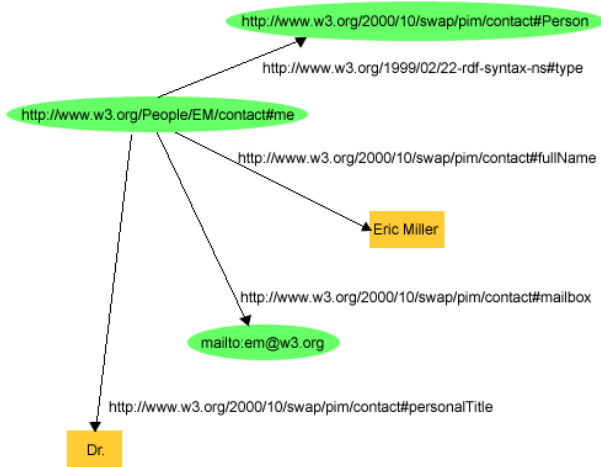 http://www.w3.org/2000/10/swap/pim/contact#Person
http://www.w3.org/1999/02/22-rdf-syntax-ns#type
http://www.w3.org/People/EM/contact#me
http://www.w3.org/2000/10/swap/pim/contact#fullName
Eric Miller
http://www.w3.org/2000/10/swap/pim/contact#mailbox
mailto:em@w3.org
http://www.w3.org/2000/10/swap/pim/contact#personalTitle
Dr.